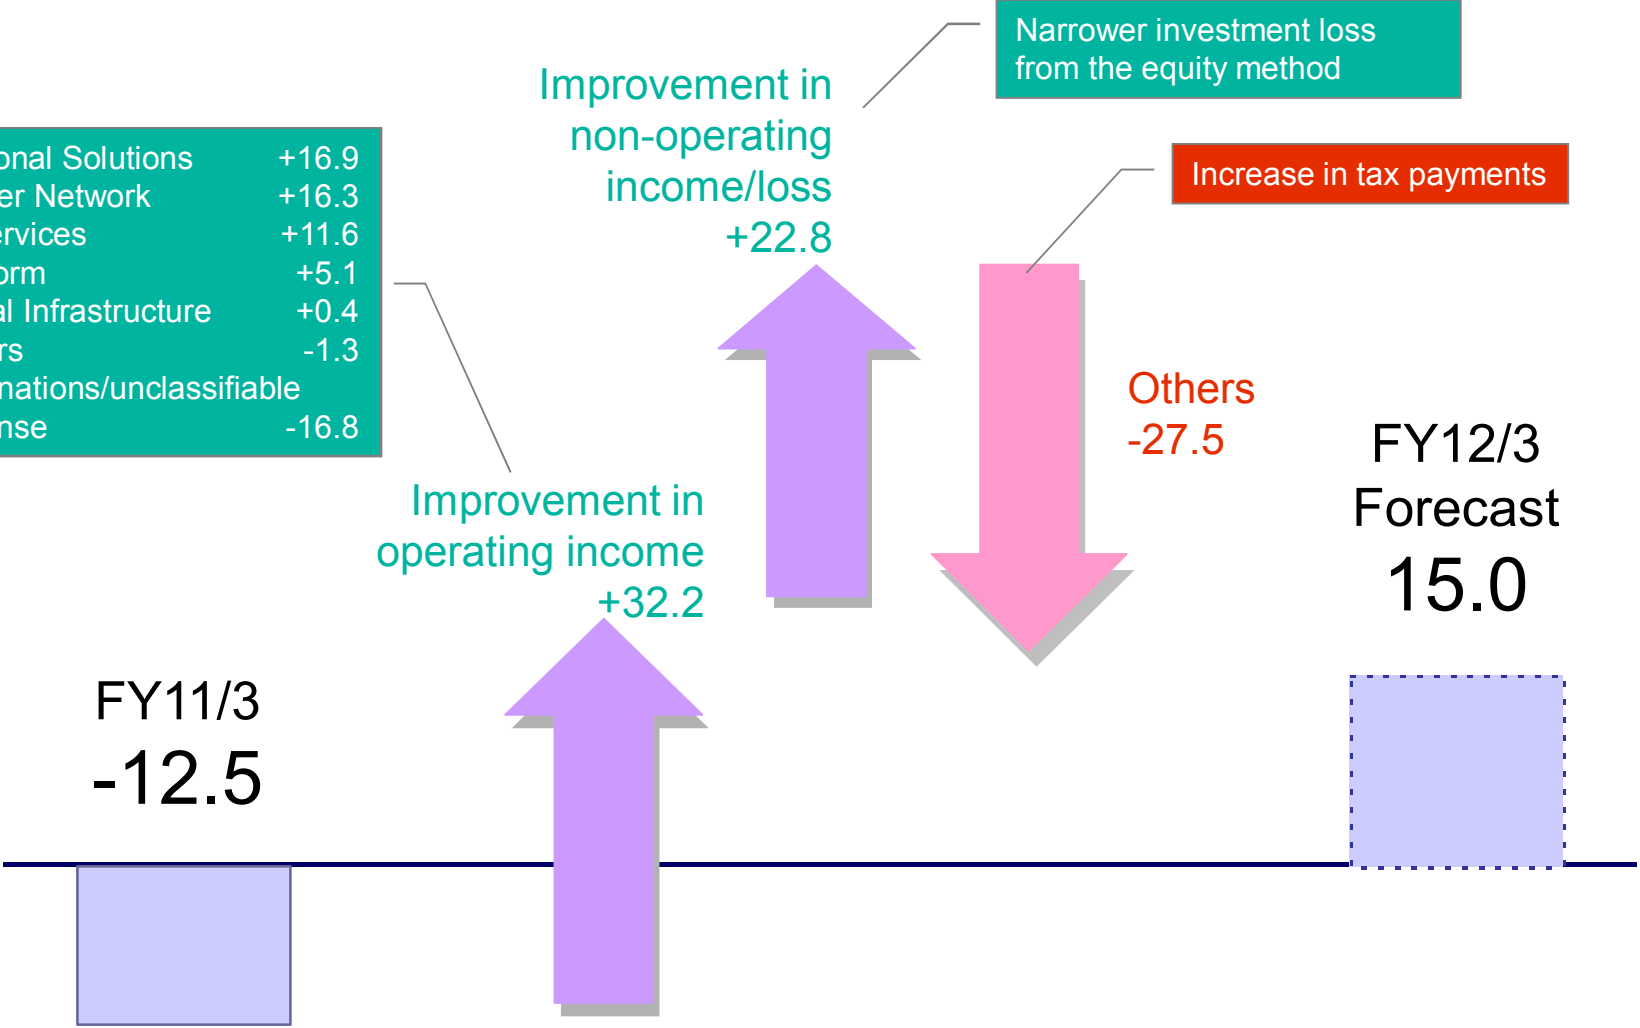 Narrower investment loss
from the equity method
Improvement in
non-operating
income/loss
+22.8
Increase in tax payments
onal Solutions +16.9
er Network +16.3
ervices +11.6
orm +5.1
al Infrastructure +0.4
rs -1.3
nations/unclassifiable
nse -16.8
Others
-27.5
Improvement in
operating income
+32.2
FY12/3
Forecast
15.0
FY11/3
-12.5